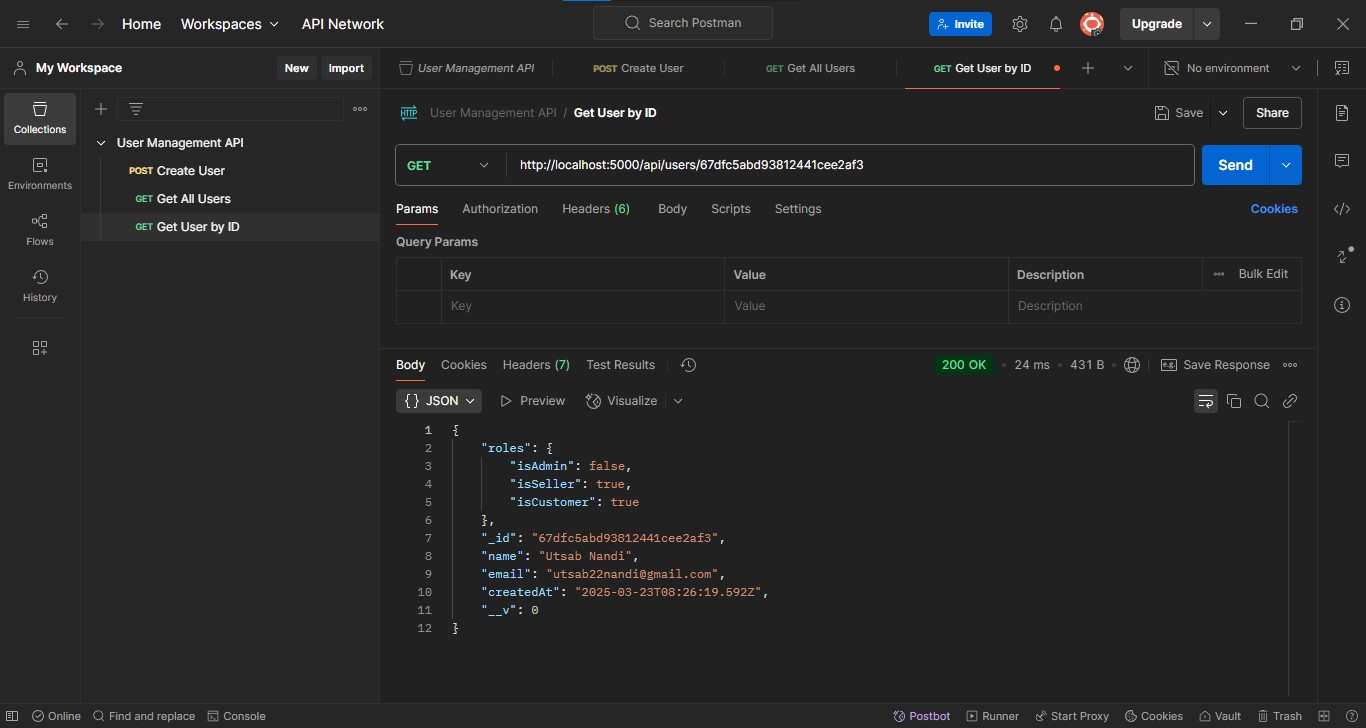 Home Workspaces API Network Search Postman Invite Upgrade
My Workspace New Import User Management API POST Create User GET Get All Users GET Get User by ID No environment
Collections
Environments
Flows
History
User Management API
POST Create User
GET Get All Users
GET Get User by ID
HTTP User Management API / Get User by ID Save Share
GET http://localhost:5000/api/users/67dfc5abd93812441cee2af3 Send
Params Authorization Headers (6) Body Scripts Settings Cookies
Query Params
Key Value Description Bulk Edit
Key Value Description
Body Cookies Headers (7) Test Results 200 OK 24 ms 431 B e.g. Save Response
{} JSON Preview Visualize
1 {
2 "roles": {
3 "isAdmin": false,
4 "isSeller": true,
5 "isCustomer": true
6 },
7 "_id": "67dfc5abd93812441cee2af3",
8 "name": "Utsab Nandi",
9 "email": "utsab22nandi@gmail.com",
10 "createdAt": "2025-03-23T08:26:19.592Z",
11 "__v": 0
12 }
Online Find and replace Console Postbot Runner Start Proxy Cookies Vault Trash